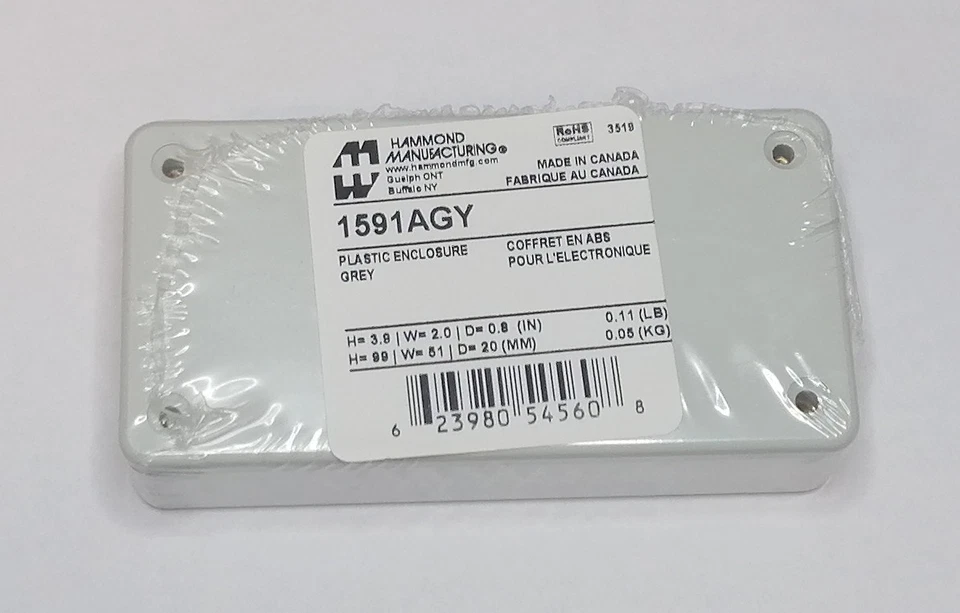 HAMMOND
MANUFACTURING®
www.hammondmfg.com
Guelph ONT
Buffalo NY
RoHS
COMPLIANT
3519
MADE IN CANADA
FABRIQUE AU CANADA
1591AGY
PLASTIC ENCLOSURE
GREY
COFFRET EN ABS
POUR L'ELECTRONIQUE
H= 3.9 | W= 2.0 | D= 0.8 (IN) 0.11 (LB)
H= 99 | W= 51 | D= 20 (MM) 0.05 (KG)
6 23980 54560 8